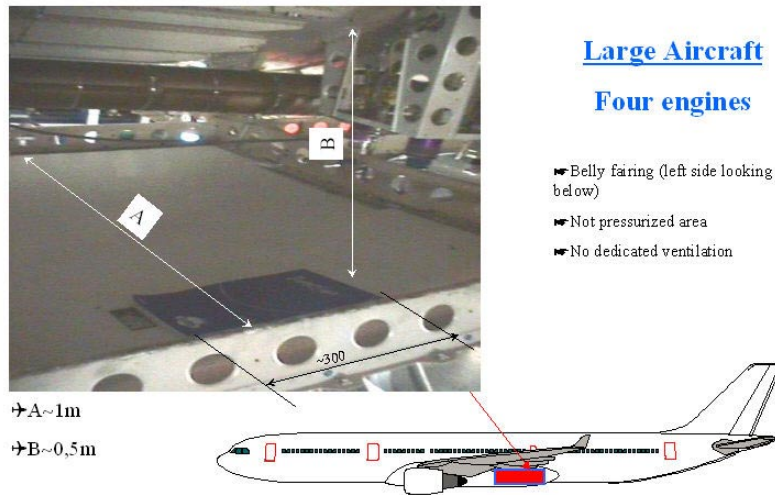 Large Aircraft
Four engines
B
A
☛Belly fairing (left side looking
below)
☛Not pressurized area
☛No dedicated ventilation
~300
✈A~1m
✈B~0,5m